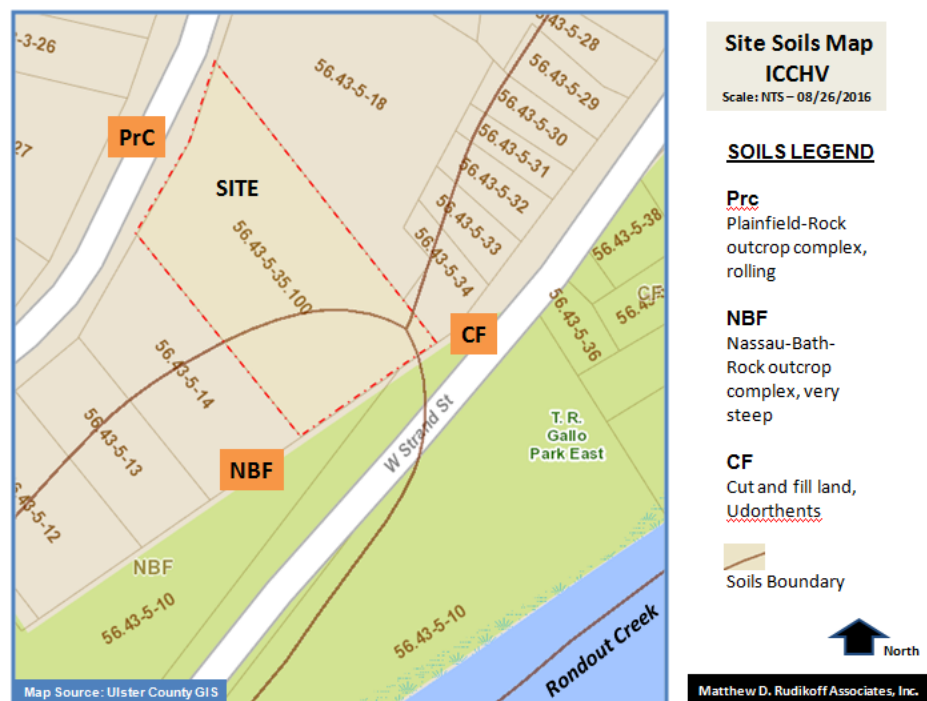 -3-26
27
PrC
SITE
56.43-5-18
56.43-5-35.100
43-5-28
56.43-5-29
56.43-5-30
56.43-5-31
56.43-5-32
56.43-5-33
56.43-5-34
56.43-5-38
CF
56.43-
56.43-5-36
CF
56.43-5-14
56.43-5-13
43-5-12
NBF
W Strand St
T. R.
Gallo
Park East
NBF
56.43-5-10
56.43-5-10
Rondout Creek
Map Source: Ulster County GIS
Site Soils Map
ICCHV
Scale: NTS – 08/26/2016
SOILS LEGEND
Prc
Plainfield-Rock
outcrop complex,
rolling
NBF
Nassau-Bath-
Rock outcrop
complex, very
steep
CF
Cut and fill land,
Udorthents
Soils Boundary
North
Matthew D. Rudikoff Associates, Inc.